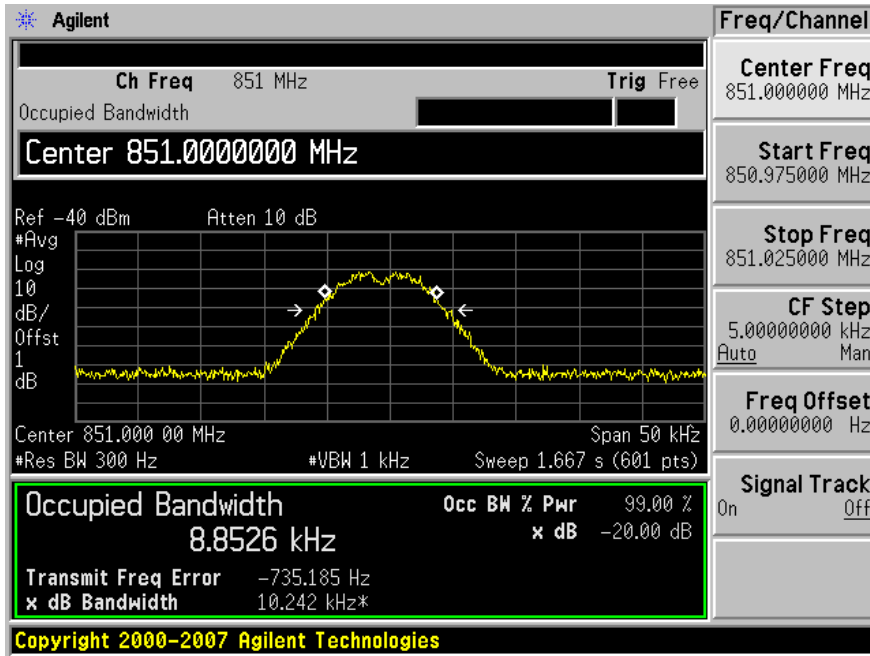 Agilent
Freq/Channel
Ch Freq 851 MHz Trig Free
Occupied Bandwidth
Center 851.0000000 MHz
Ref -40 dBm Atten 10 dB
#Avg
Log
10
dB/
Offst
1
dB
Center 851.000 00 MHz Span 50 kHz
#Res BW 300 Hz #VBW 1 kHz Sweep 1.667 s (601 pts)
Occupied Bandwidth
8.8526 kHz
Occ BW % Pwr 99.00 %
x dB -20.00 dB
Transmit Freq Error -735.185 Hz
x dB Bandwidth 10.242 kHz*
Copyright 2000-2007 Agilent Technologies
Center Freq
851.000000 MHz
Start Freq
850.975000 MHz
Stop Freq
851.025000 MHz
CF Step
5.00000000 kHz
Auto Man
Freq Offset
0.00000000 Hz
Signal Track
On Off